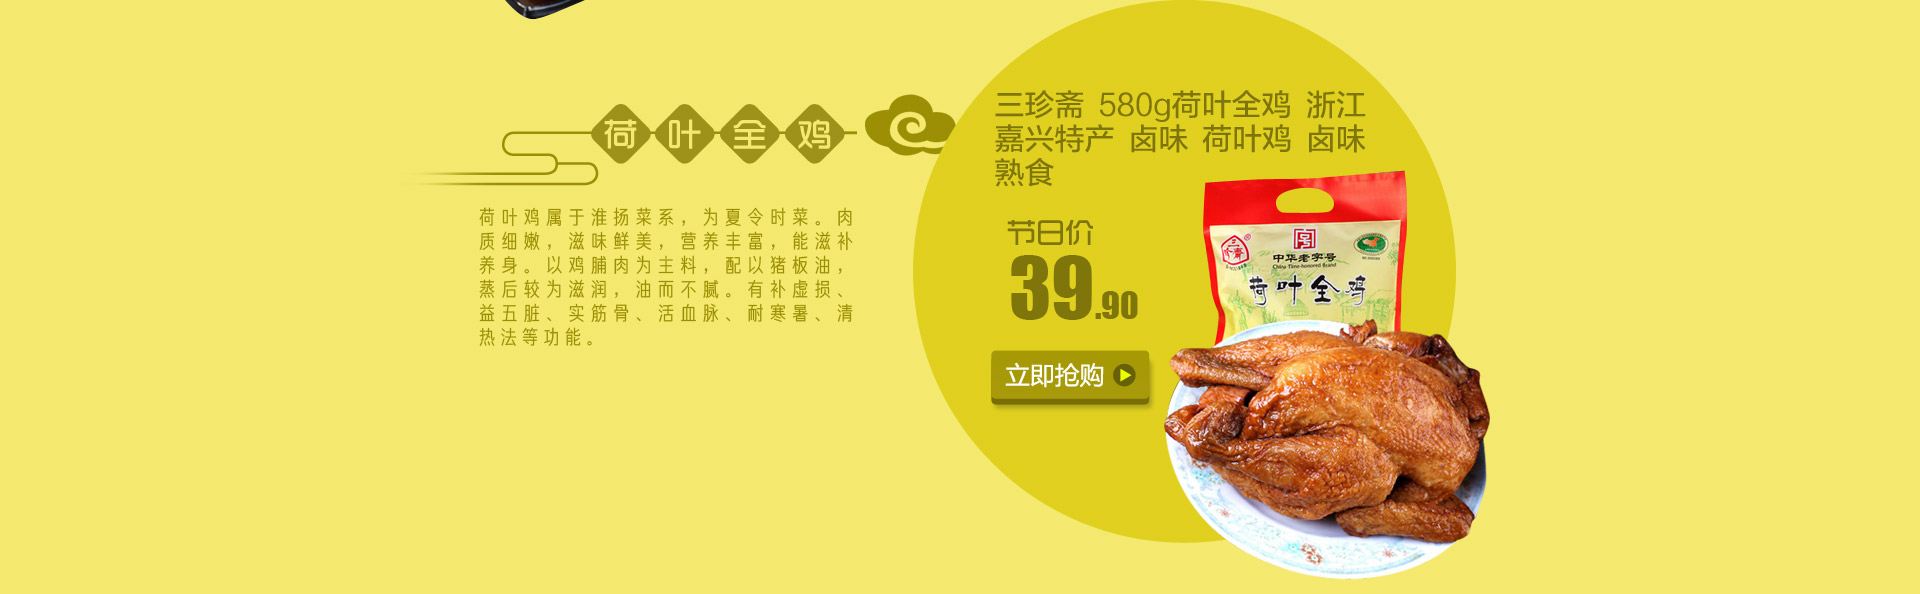 荷叶全鸡
荷叶鸡属于淮扬菜系，为夏令时菜。肉
质细嫩，滋味鲜美，营养丰富，能滋补
养身。以鸡脯肉为主料，配以猪板油，
蒸后较为滋润，油而不腻。有补虚损、
益五脏、实筋骨、活血脉、耐寒暑、清
热法等功能。
三珍斋 580g荷叶全鸡 浙江
嘉兴特产 卤味 荷叶鸡 卤味
熟食
节日价
39.90
立即抢购
中华老字号
China Time-honored Brand
荷叶全鸡